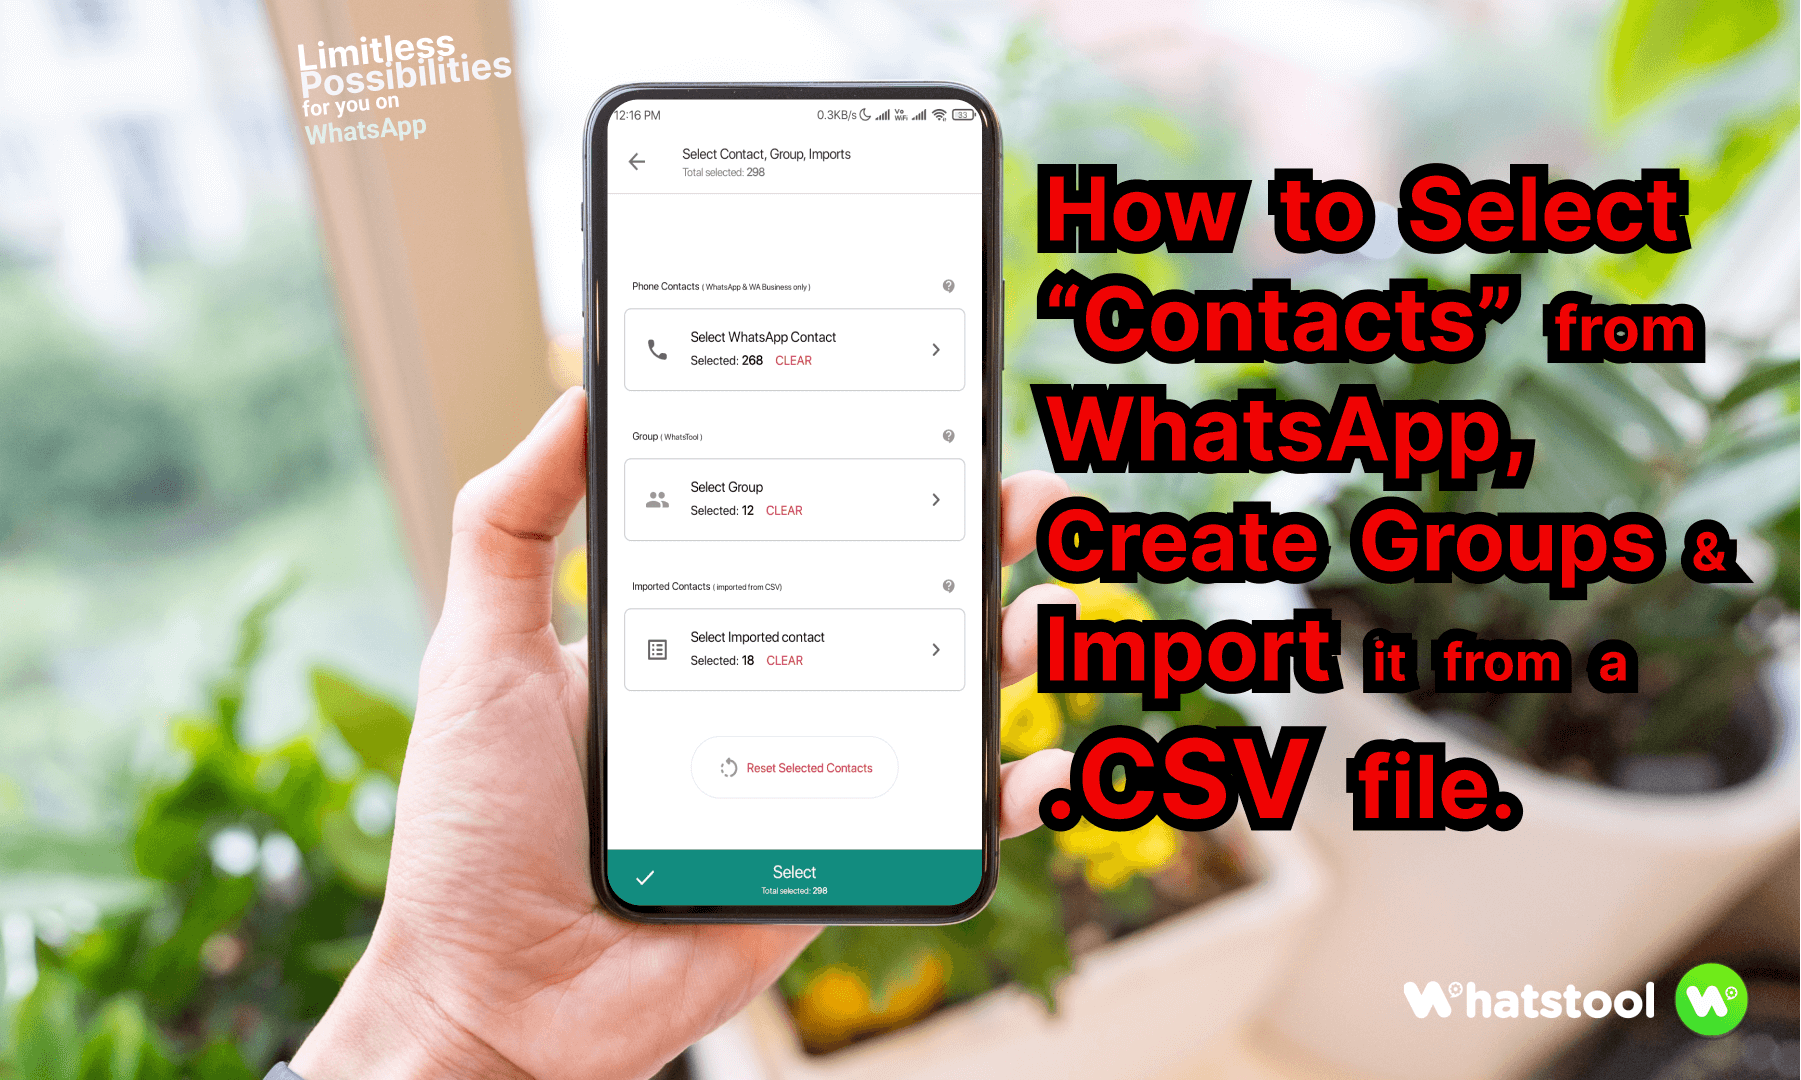 Limitless
Possibilities
for you on
WhatsApp
12:16 PM
0.3KB/s Vo WiFi 33
Select Contact, Group, Imports
Total selected: 298
Phone Contacts ( WhatsApp & WA Business only )
Select WhatsApp Contact
Selected: 268 CLEAR
Group ( WhatsTool )
Select Group
Selected: 12 CLEAR
Imported Contacts ( imported from CSV)
Select Imported contact
Selected: 18 CLEAR
Reset Selected Contacts
Select
Total selected: 298
How to Select
“Contacts” from
WhatsApp,
Create Groups &
Import it from a
.CSV file.
Whatstool